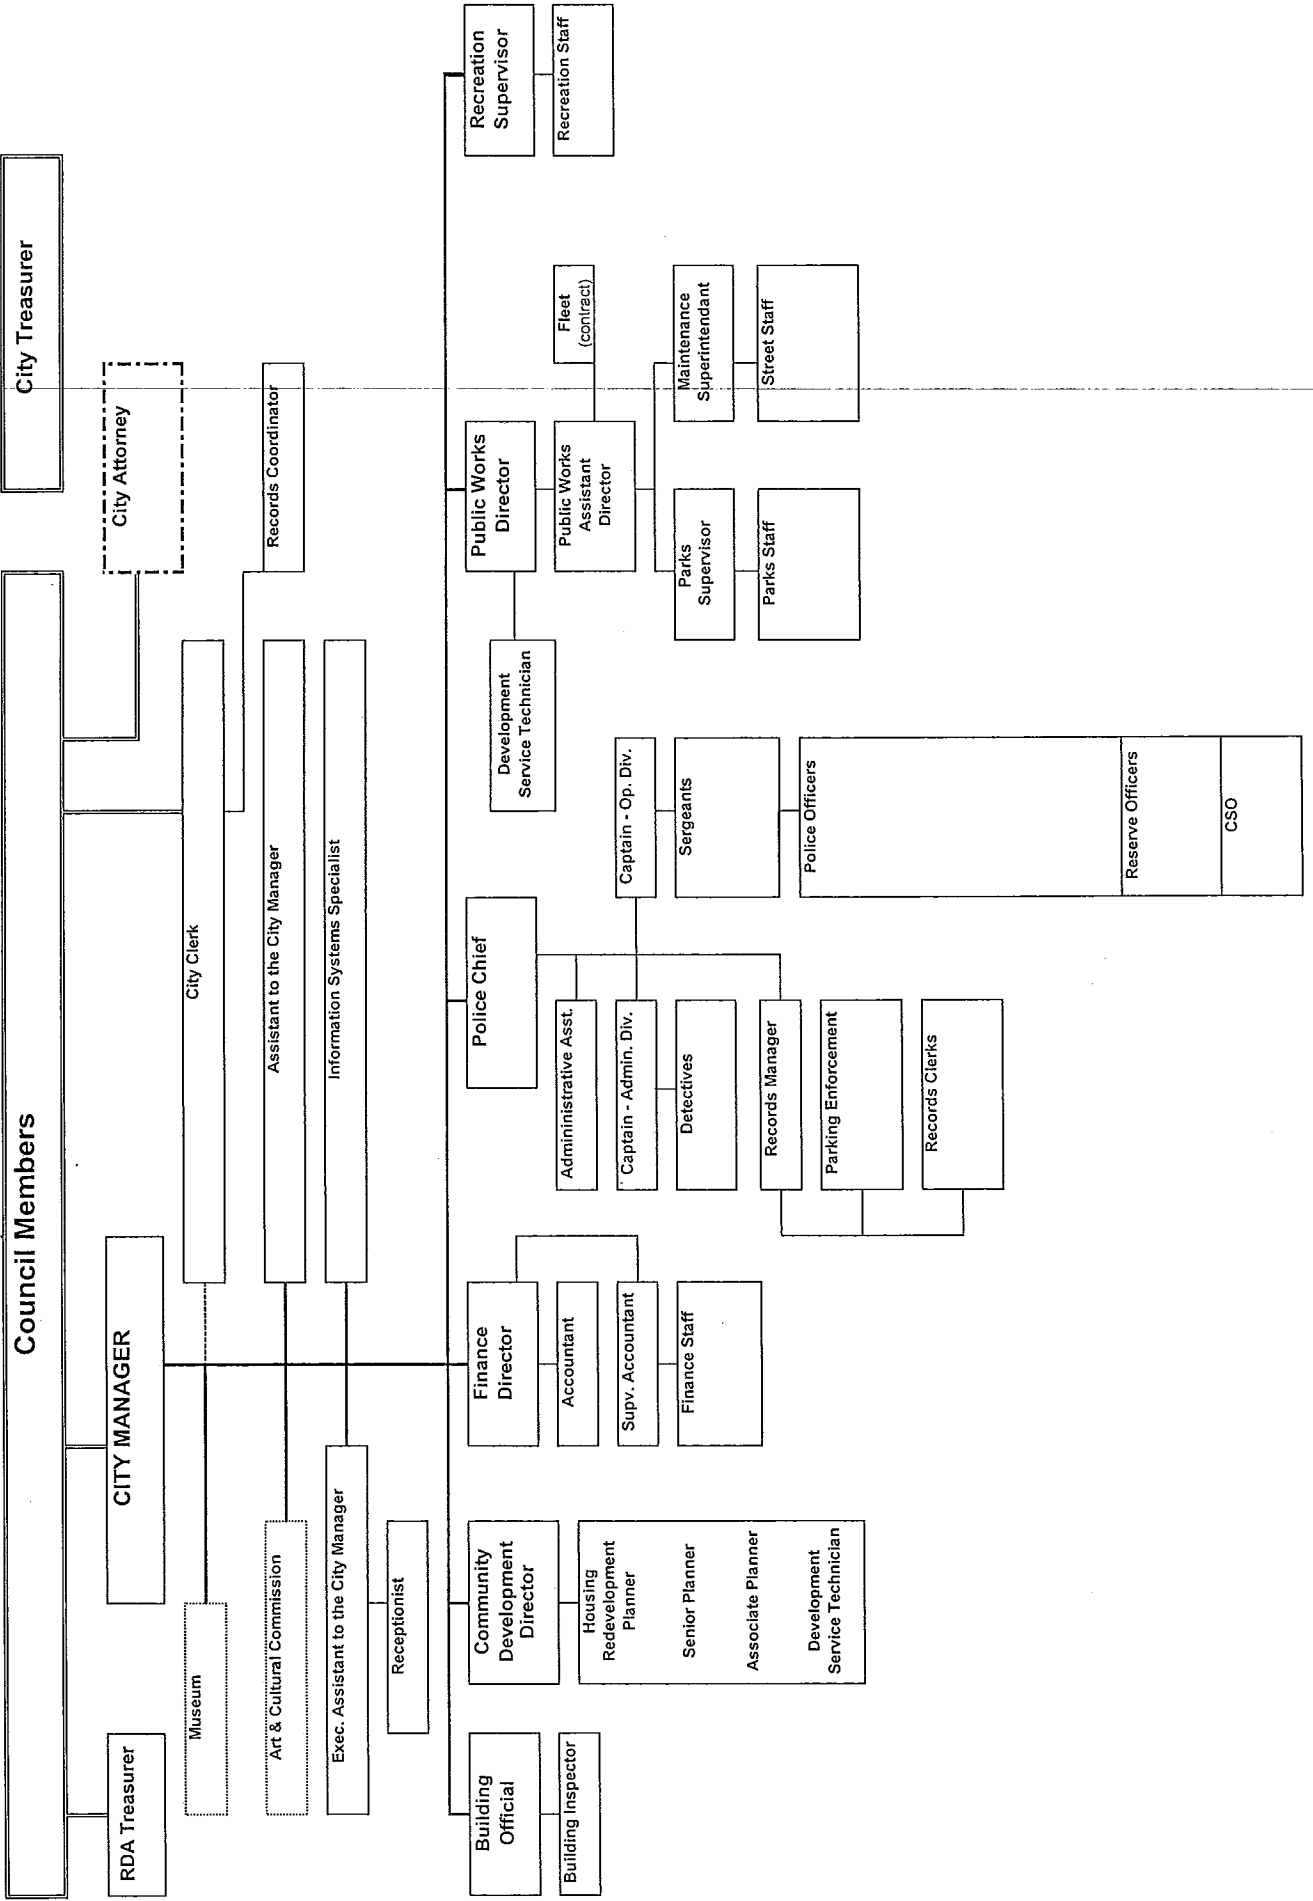 Council Members
City Treasurer
RDA Treasurer
CITY MANAGER
City Attorney
Museum
City Clerk
Art & Cultural Commission
Assistant to the City Manager
Records Coordinator
Exec. Assistant to the City Manager
Information Systems Specialist
Receptionist
Building
Official
Building Inspector
Community
Development
Director
Housing
Redevelopment
Planner
Senior Planner
Associate Planner
Development
Service Technician
Finance
Director
Accountant
Supv. Accountant
Finance Staff
Police Chief
Admininistrative Asst.
Captain - Admin. Div.
Detectives
Records Manager
Parking Enforcement
Records Clerks
Captain - Op. Div.
Sergeants
Police Officers
Reserve Officers
CSO
Development
Service Technician
Public Works
Director
Public Works
Assistant
Director
Fleet
(contract)
Parks
Supervisor
Parks Staff
Maintenance
Superintendant
Street Staff
Recreation
Supervisor
Recreation Staff